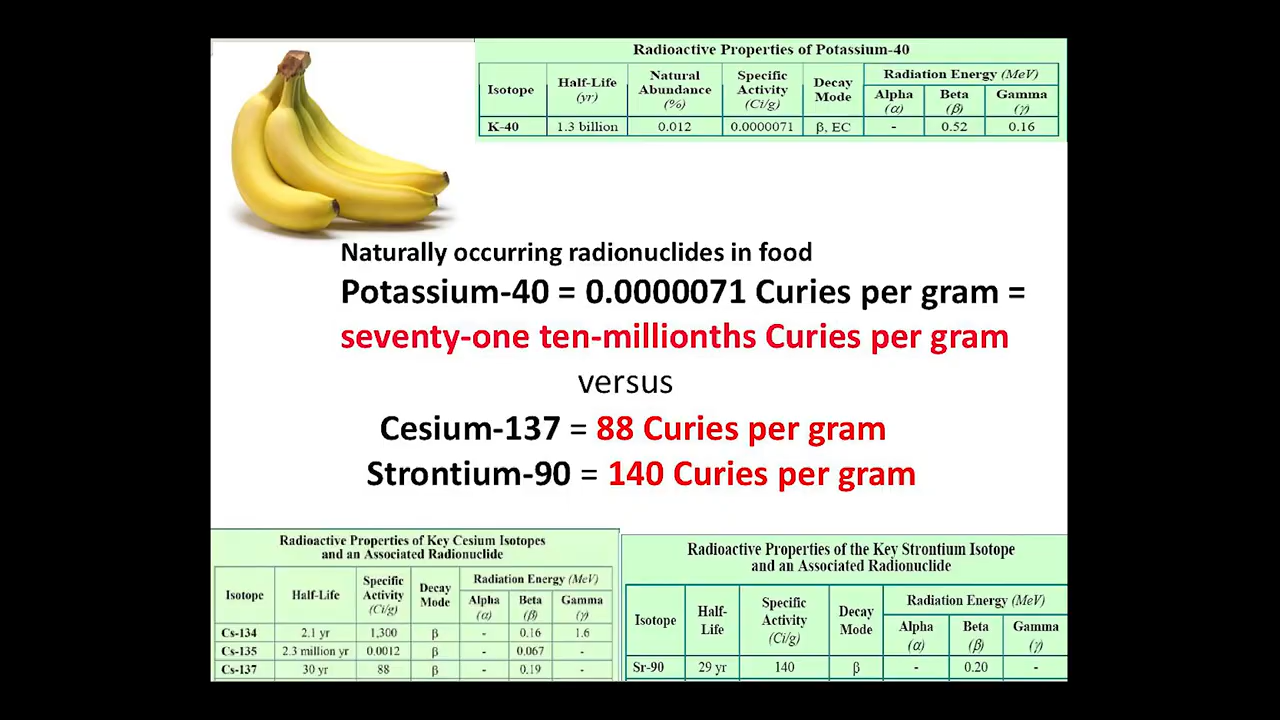 Radioactive Properties of Potassium-40
Isotope Half-Life (yr) Natural Abundance (%) Specific Activity (Ci/g) Decay Mode Radiation Energy (MeV)
Alpha (α) Beta (β) Gamma (γ)
K-40 1.3 billion 0.012 0.0000071 β, EC - 0.52 0.16
Naturally occurring radionuclides in food
Potassium-40 = 0.0000071 Curies per gram =
seventy-one ten-millionths Curies per gram
versus
Cesium-137 = 88 Curies per gram
Strontium-90 = 140 Curies per gram
Radioactive Properties of Key Cesium Isotopes
and an Associated Radionuclide
Isotope Half-Life Specific Activity (Ci/g) Decay Mode Radiation Energy (MeV)
Alpha (α) Beta (β) Gamma (γ)
Cs-134 2.1 yr 1,300 β - 0.16 1.6
Cs-135 2.3 million yr 0.0012 β - 0.067 -
Cs-137 30 yr 88 β - 0.19 -
Radioactive Properties of the Key Strontium Isotope
and an Associated Radionuclide
Isotope Half-Life Specific Activity (Ci/g) Decay Mode Radiation Energy (MeV)
Alpha (α) Beta (β) Gamma (γ)
Sr-90 29 yr 140 β - 0.20 -